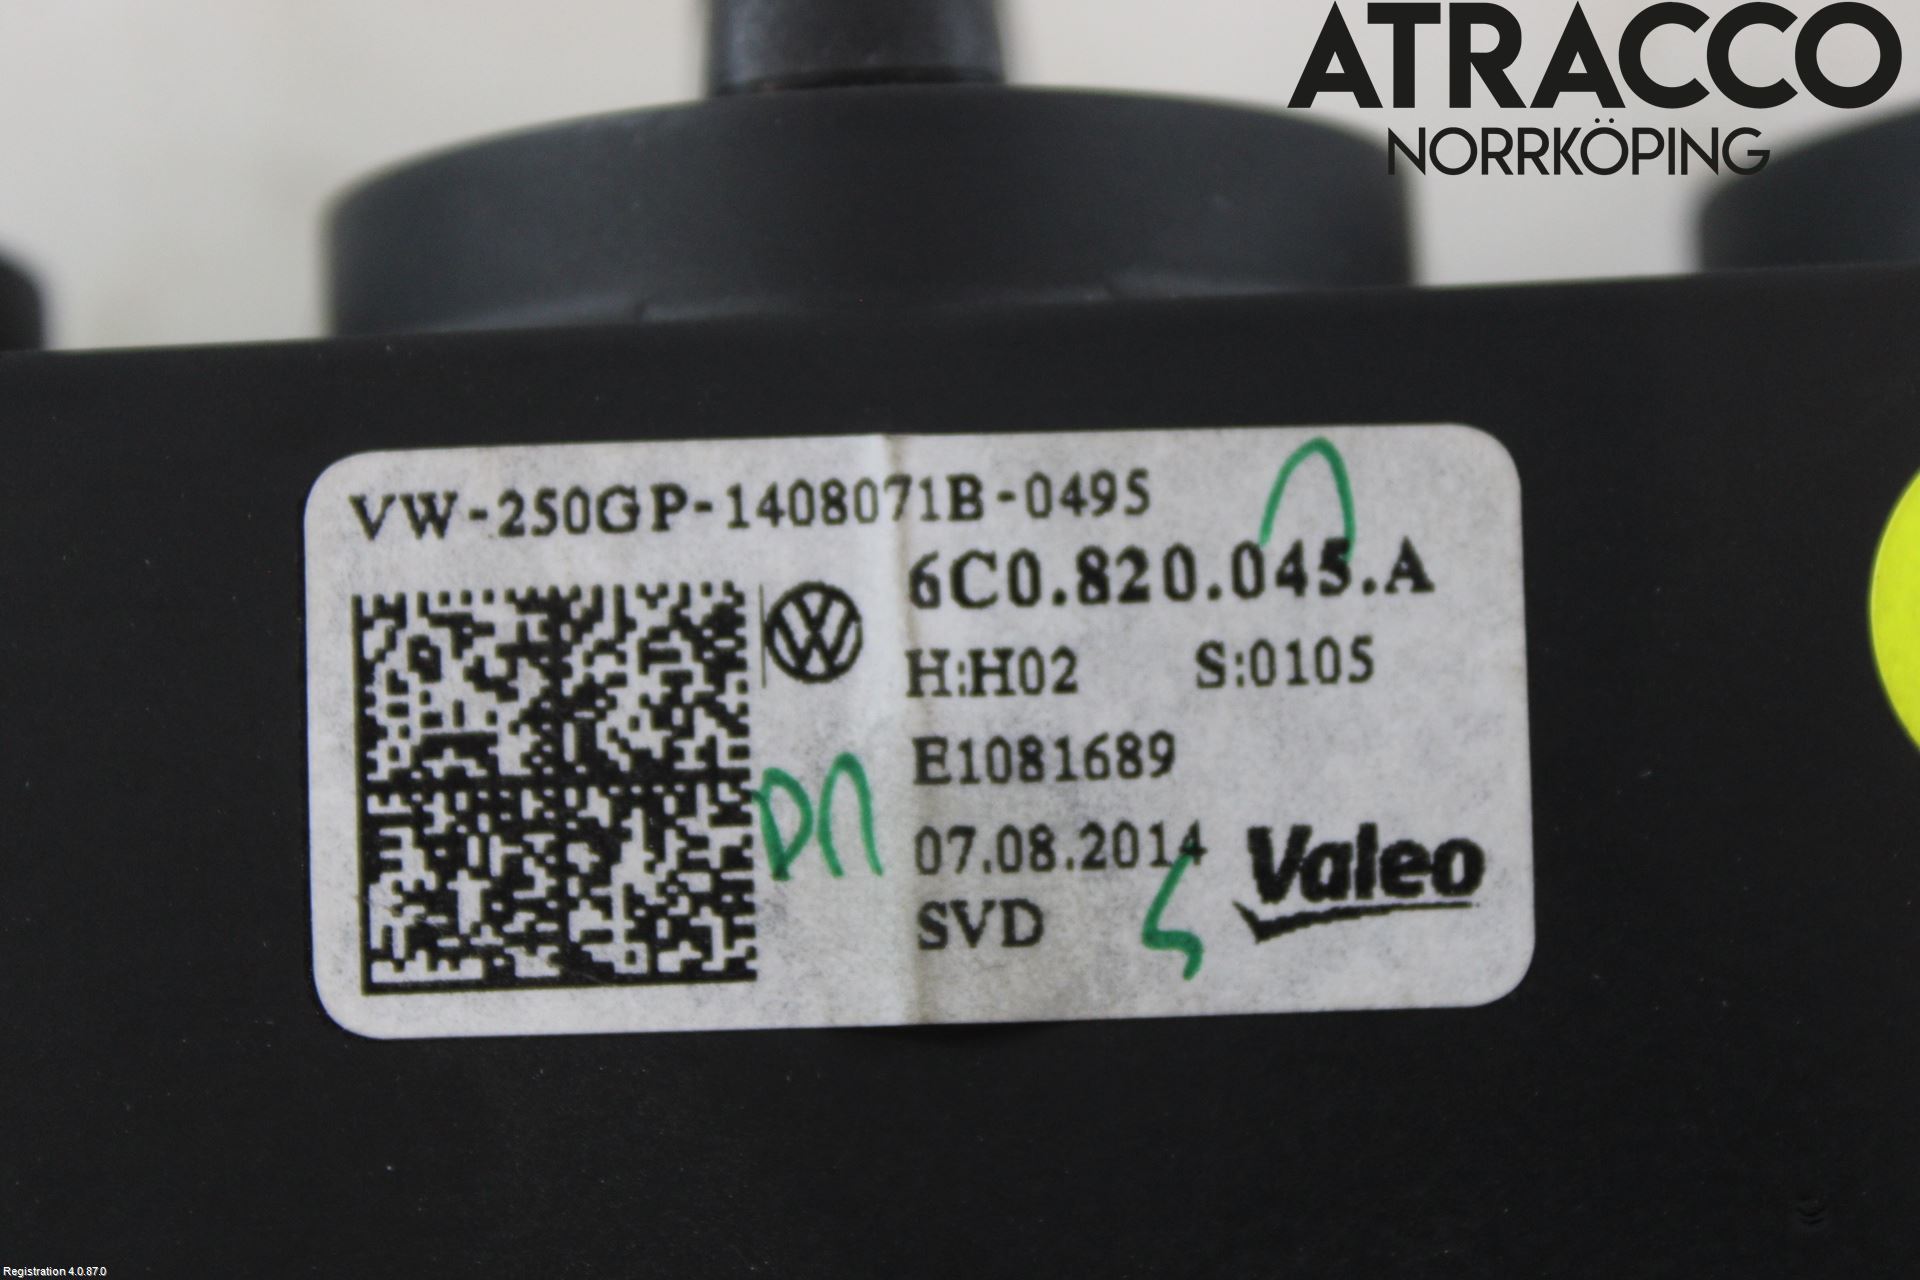 ATRACCO
NORRKÖPING
VW-250GP-1408071B-0495
6C0.820.045.A
H:H02 S:0105
E1081689
07.08.2014
SVD
Valeo
Registration 4.0.87.0